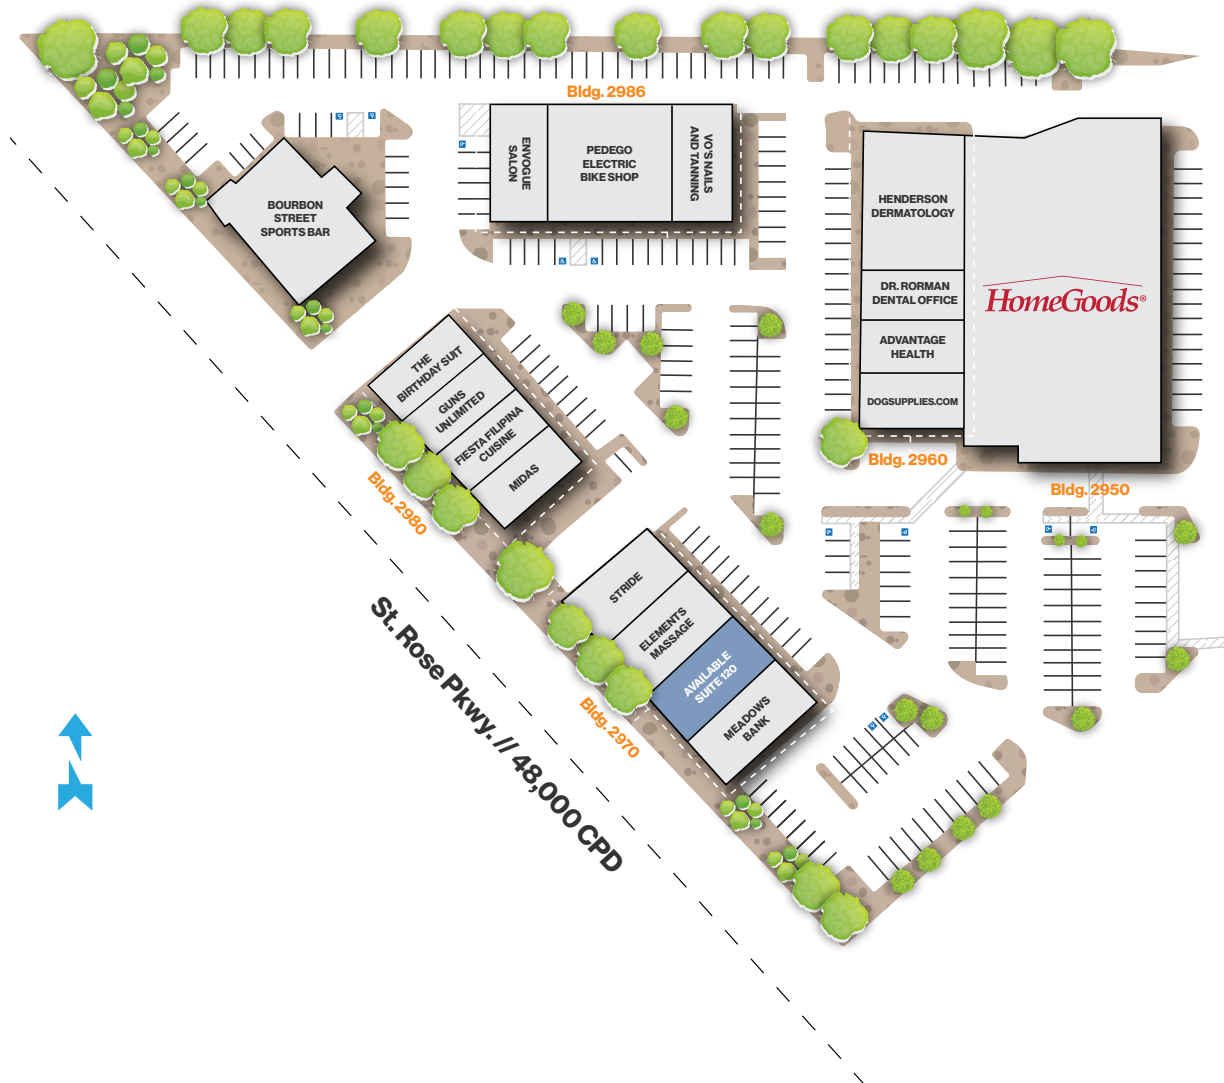 Bldg. 2986
ENVOGUE
SALON
PEDEGO
ELECTRIC
BIKE SHOP
VO'S NAILS
AND TANNING
BOURBON
STREET
SPORTS BAR
HENDERSON
DERMATOLOGY
DR. RORMAN
DENTAL OFFICE
ADVANTAGE
HEALTH
DOGSUPPLIES.COM
HomeGoods®
Bldg. 2960
Bldg. 2950
THE
BIRTHDAY SUIT
GUNS
UNLIMITED
FIESTA FILIPINA
CUISINE
MIDAS
Bldg. 2980
STRIDE
ELEMENTS
MASSAGE
AVAILABLE
SUITE 120
MEADOWS
BANK
Bldg. 2970
St. Rose Pkwy. // 48,000 CPD